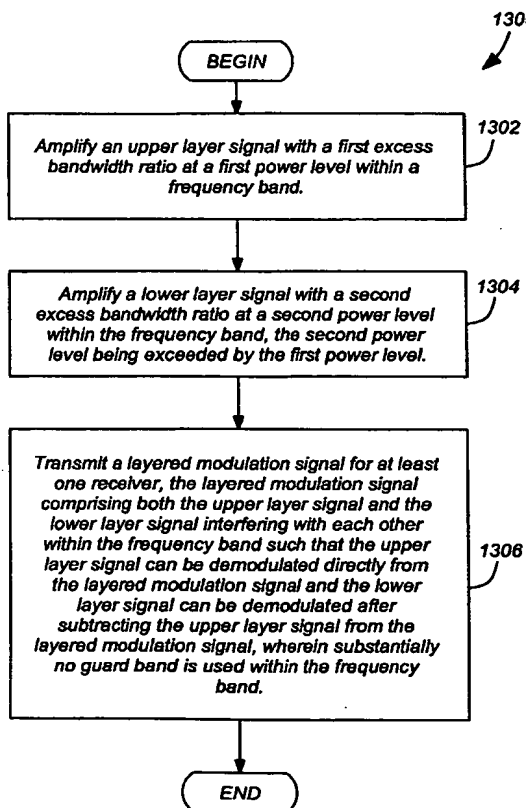 130
BEGIN
Amplify an upper layer signal with a first excess
bandwidth ratio at a first power level within a
frequency band.
1302
Amplify a lower layer signal with a second
excess bandwidth ratio at a second power level
within the frequency band, the second power
level being exceeded by the first power level.
1304
Transmit a layered modulation signal for at least
one receiver, the layered modulation signal
comprising both the upper layer signal and the
lower layer signal interfering with each other
within the frequency band such that the upper
layer signal can be demodulated directly from
the layered modulation signal and the lower
layer signal can be demodulated after
subtracting the upper layer signal from the
layered modulation signal, wherein substantially
no guard band is used within the frequency
band.
1306
END